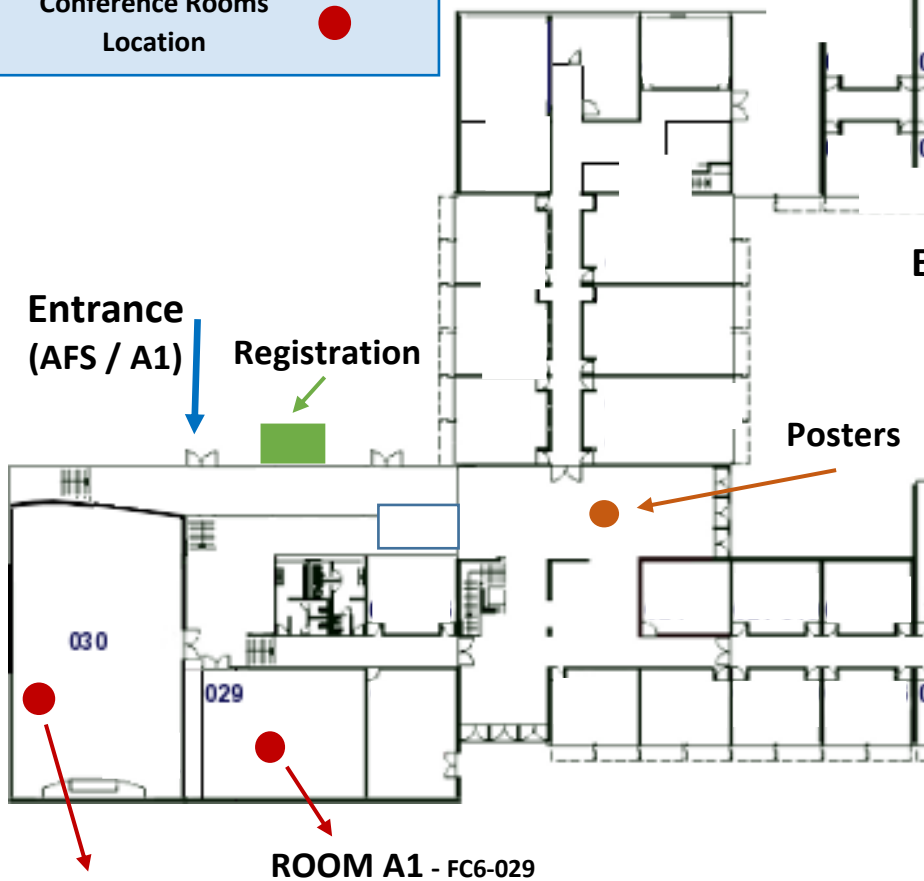 Conference Rooms
Location
Entrance
(AFS / A1)
Registration
Posters
030
029
ROOM A1 - FC6-029